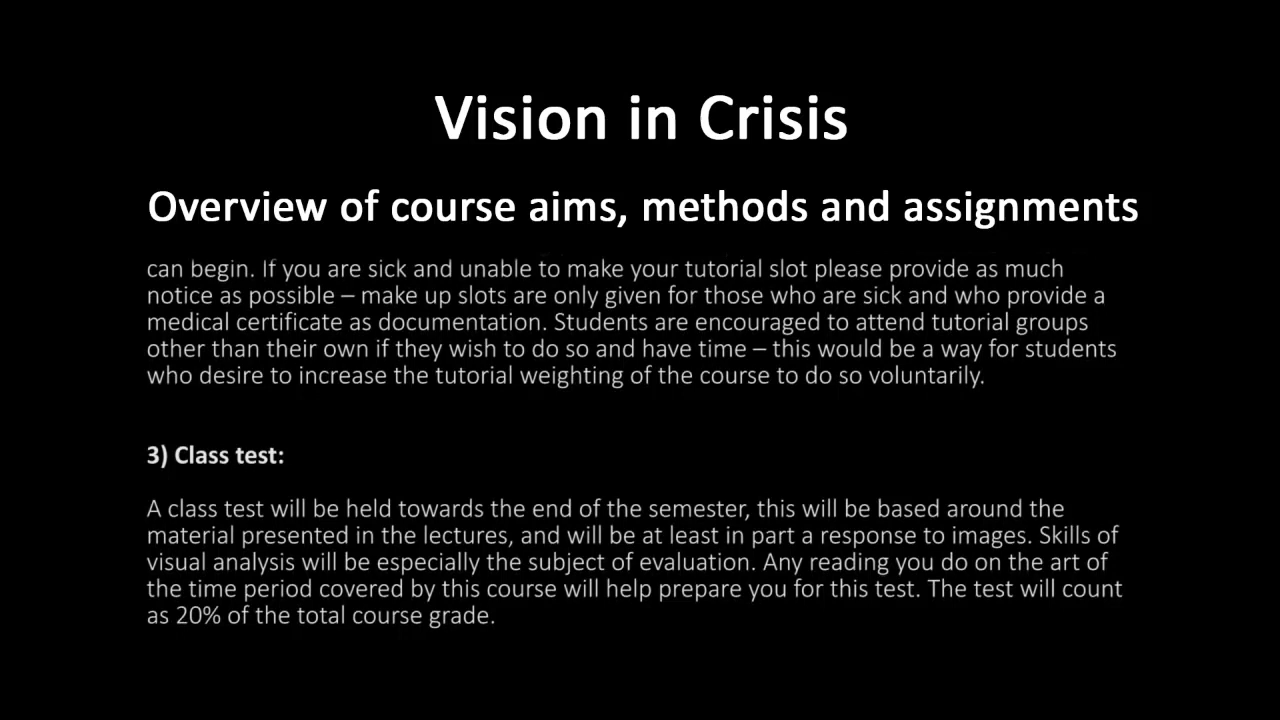 Vision in Crisis
Overview of course aims, methods and assignments
can begin. If you are sick and unable to make your tutorial slot please provide as much
notice as possible – make up slots are only given for those who are sick and who provide a
medical certificate as documentation. Students are encouraged to attend tutorial groups
other than their own if they wish to do so and have time – this would be a way for students
who desire to increase the tutorial weighting of the course to do so voluntarily.
3) Class test:
A class test will be held towards the end of the semester, this will be based around the
material presented in the lectures, and will be at least in part a response to images. Skills of
visual analysis will be especially the subject of evaluation. Any reading you do on the art of
the time period covered by this course will help prepare you for this test. The test will count
as 20% of the total course grade.